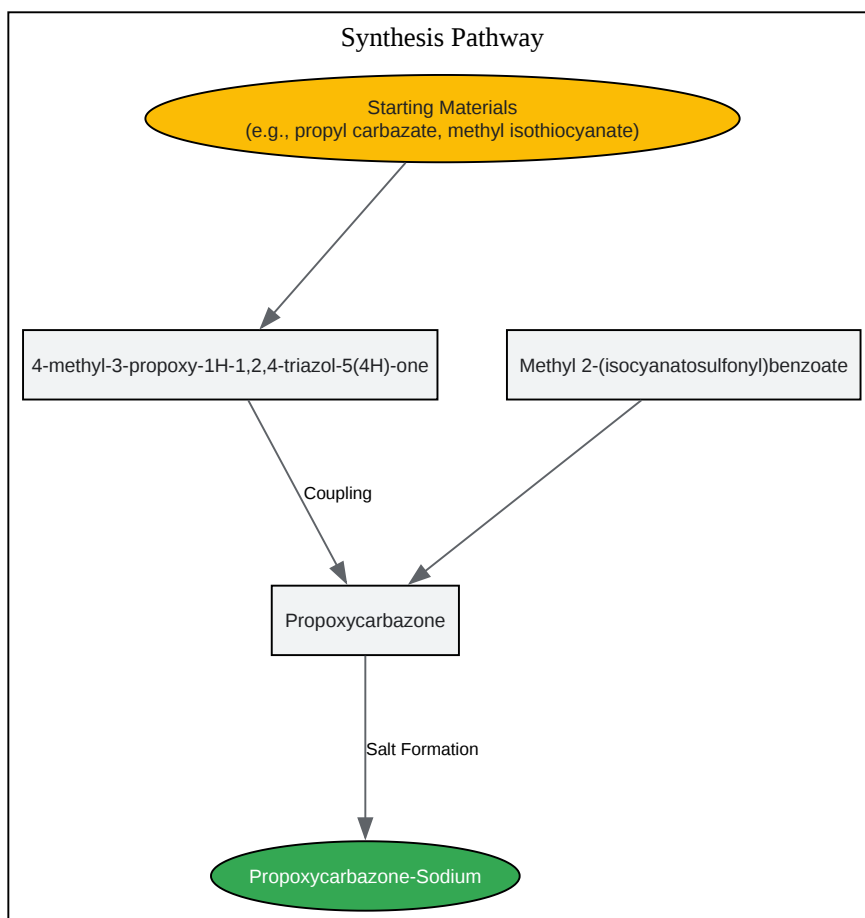 Synthesis Pathway
Starting Materials
(e.g., propyl carbazate, methyl isothiocyanate)
4-methyl-3-propoxy-1H-1,2,4-triazol-5(4H)-one
Methyl 2-(isocyanatosulfonyl)benzoate
Coupling
Propoxycarbazone
Salt Formation
Propoxycarbazone-Sodium